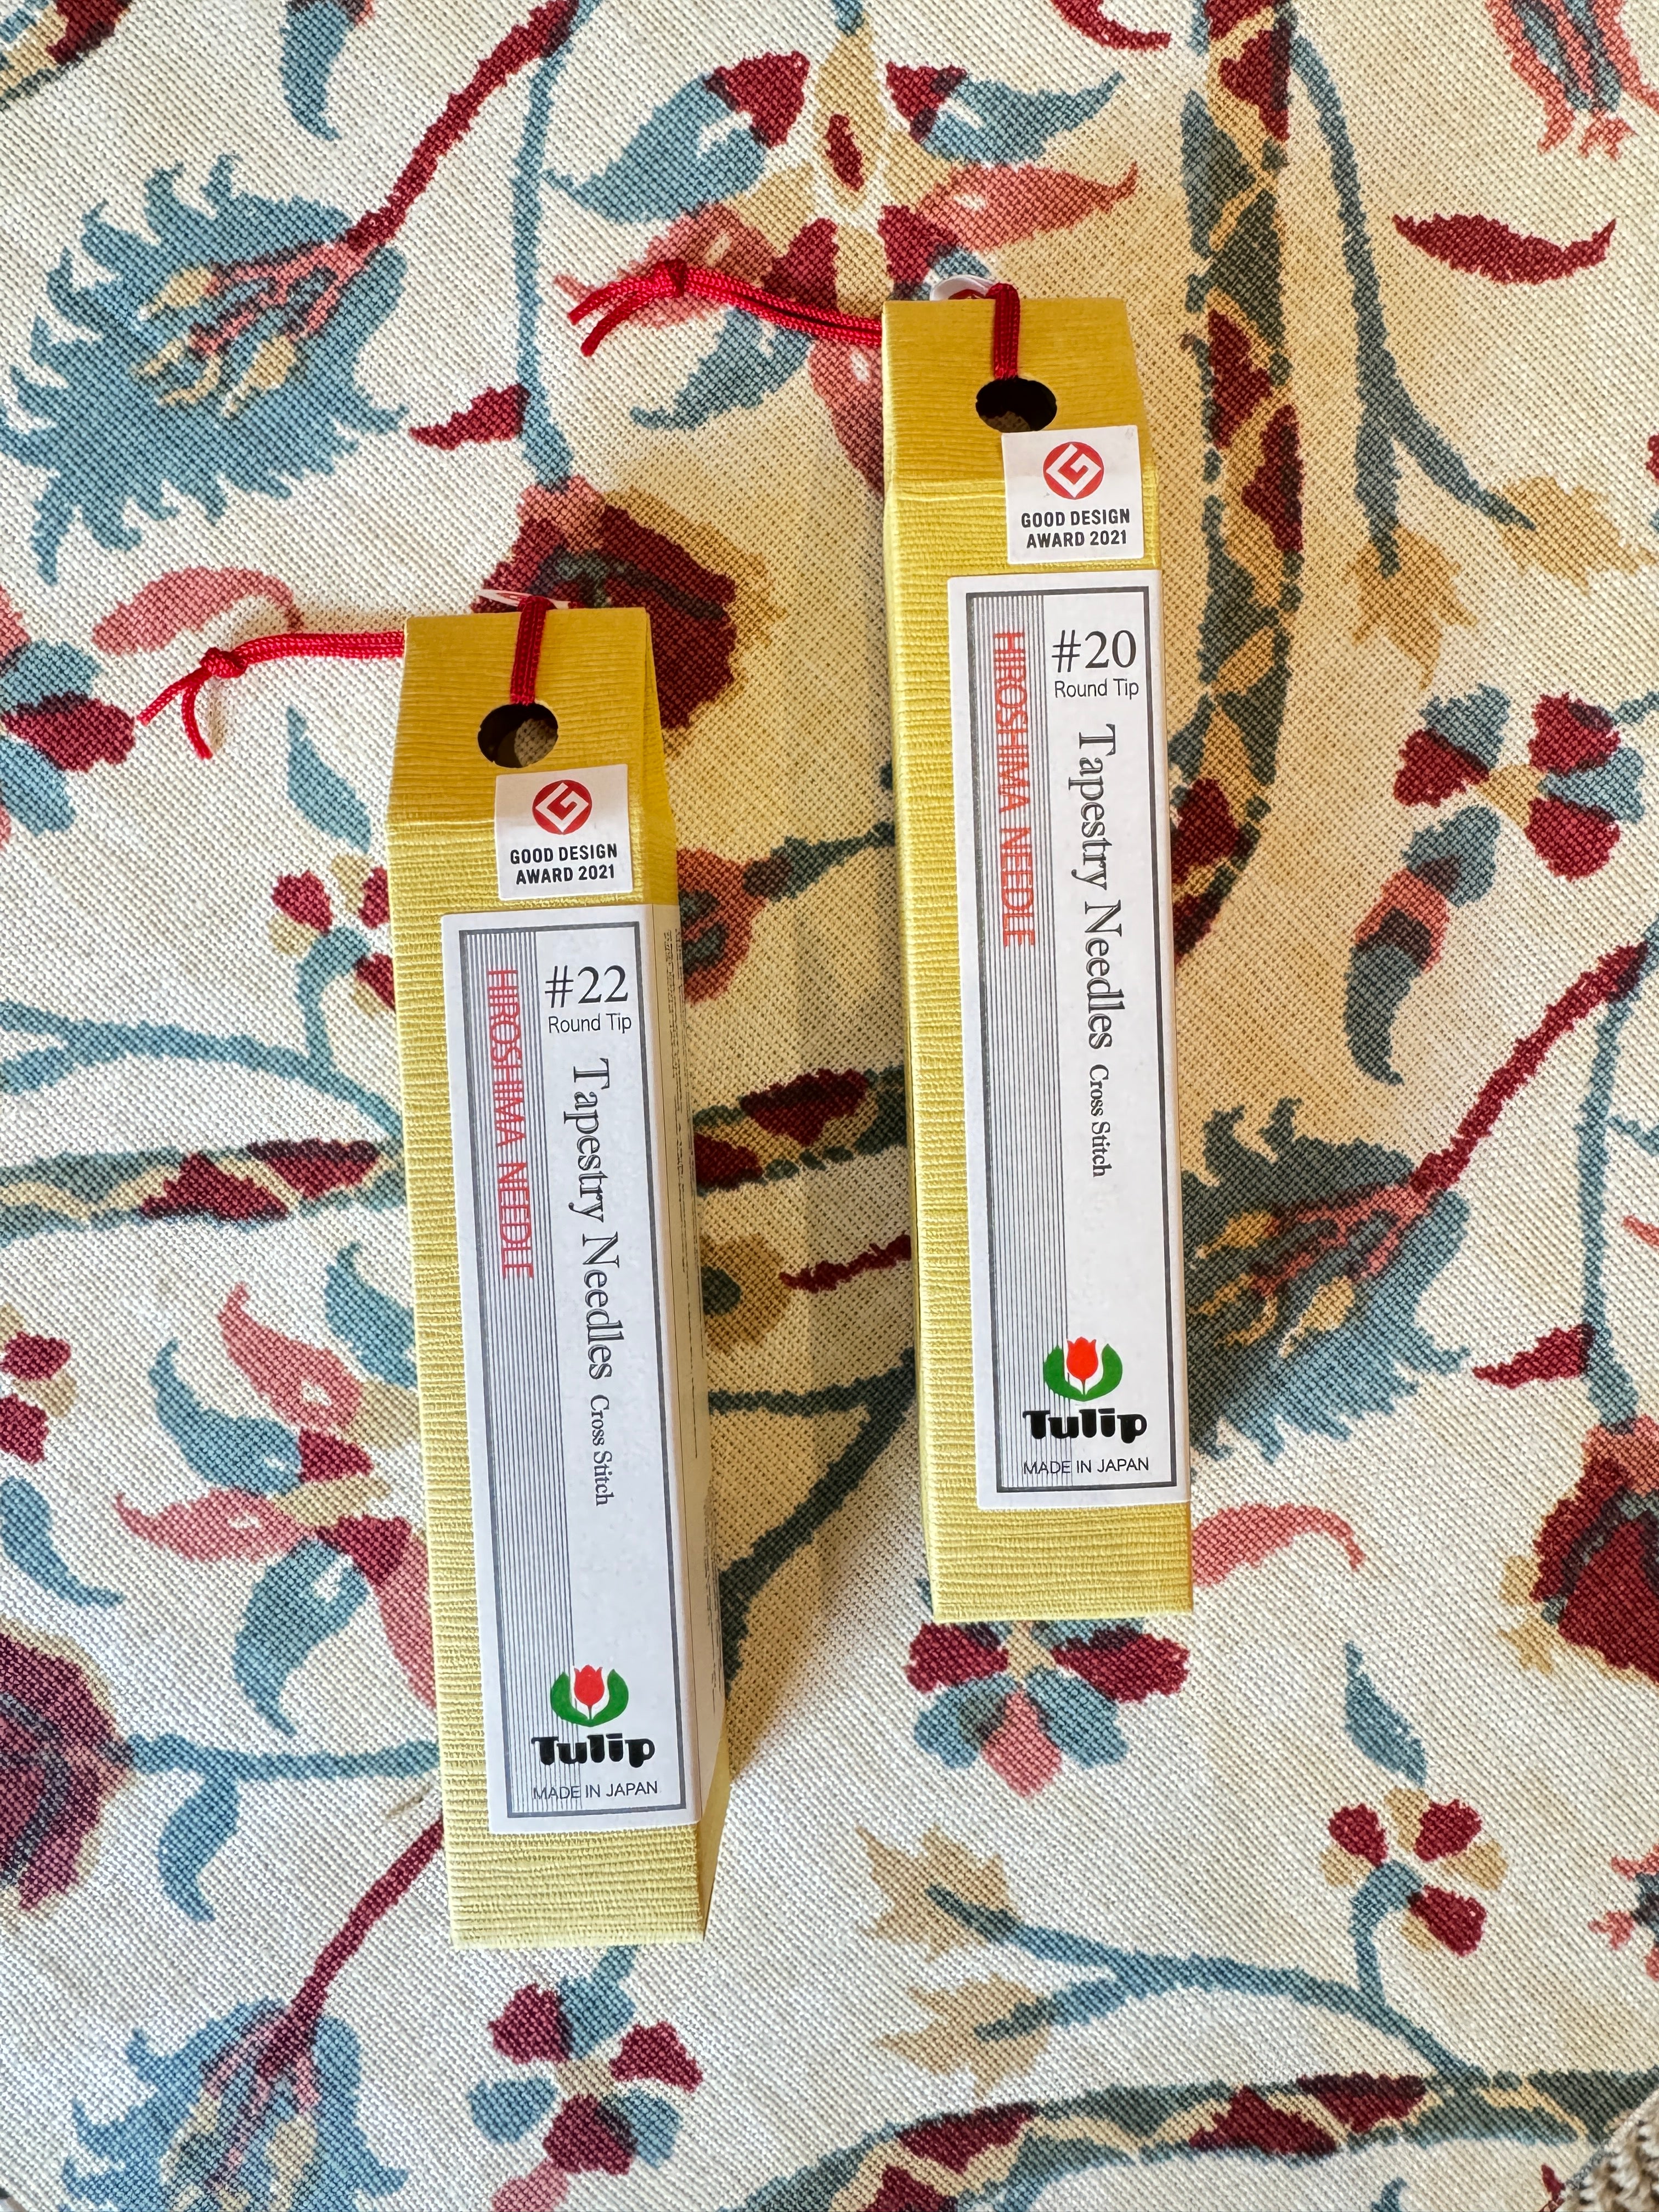 GOOD DESIGN
AWARD 2021
#22
Round Tip
Tapestry Needles Cross Stitch
HIROSHIMA NEEDLE
Tulip
MADE IN JAPAN
GOOD DESIGN
AWARD 2021
#20
Round Tip
Tapestry Needles Cross Stitch
HIROSHIMA NEEDLE
Tulip
MADE IN JAPAN